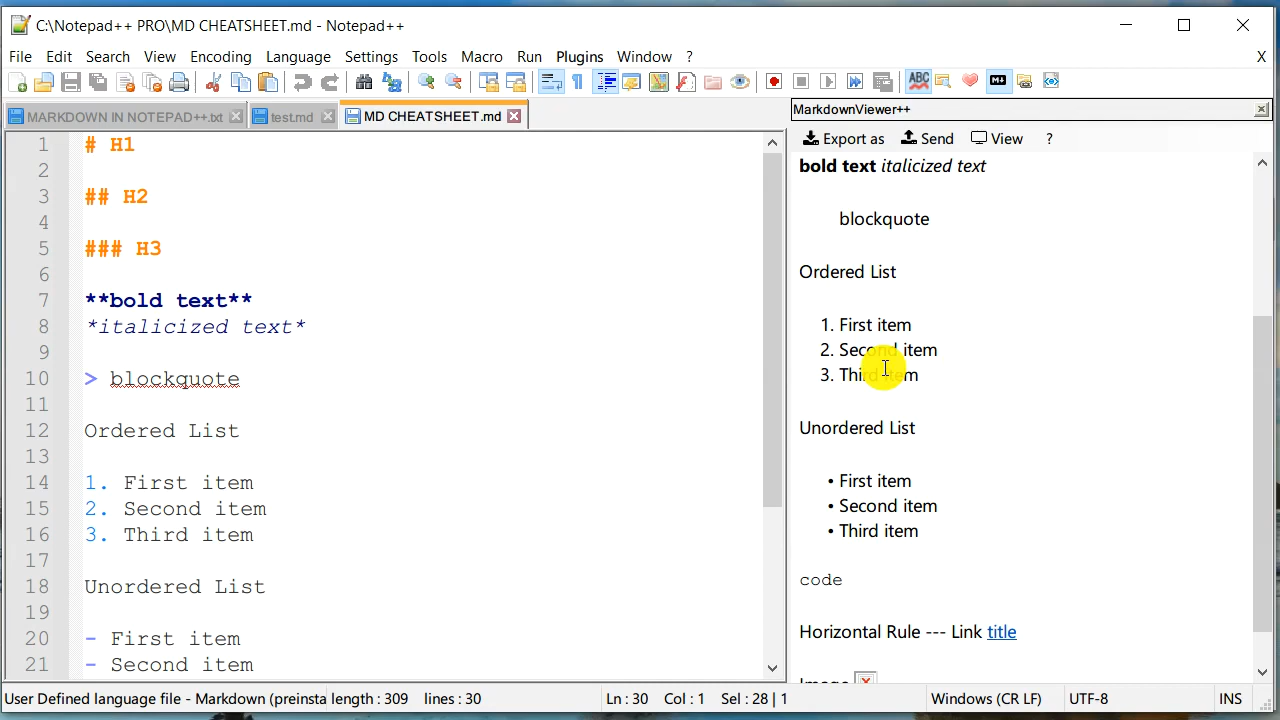 C:\Notepad++ PRO\MD CHEATSHEET.md - Notepad++
File Edit Search View Encoding Language Settings Tools Macro Run Plugins Window ? X
MARKDOWN IN NOTEPAD++.txt test.md MD CHEATSHEET.md
1 # H1
2
3 ## H2
4
5 ### H3
6
7 **bold text**
8 *italicized text*
9
10 > blockquote
11
12 Ordered List
13
14 1. First item
15 2. Second item
16 3. Third item
17
18 Unordered List
19
20 - First item
21 - Second item
MarkdownViewer++
Export as Send View ?
bold text italicized text
blockquote
Ordered List
1. First item
2. Second item
3. Third item
Unordered List
• First item
• Second item
• Third item
code
Horizontal Rule --- Link title
Image
User Defined language file - Markdown (preinsta length : 309 lines : 30 Ln : 30 Col : 1 Sel : 28 | 1 Windows (CR LF) UTF-8 INS